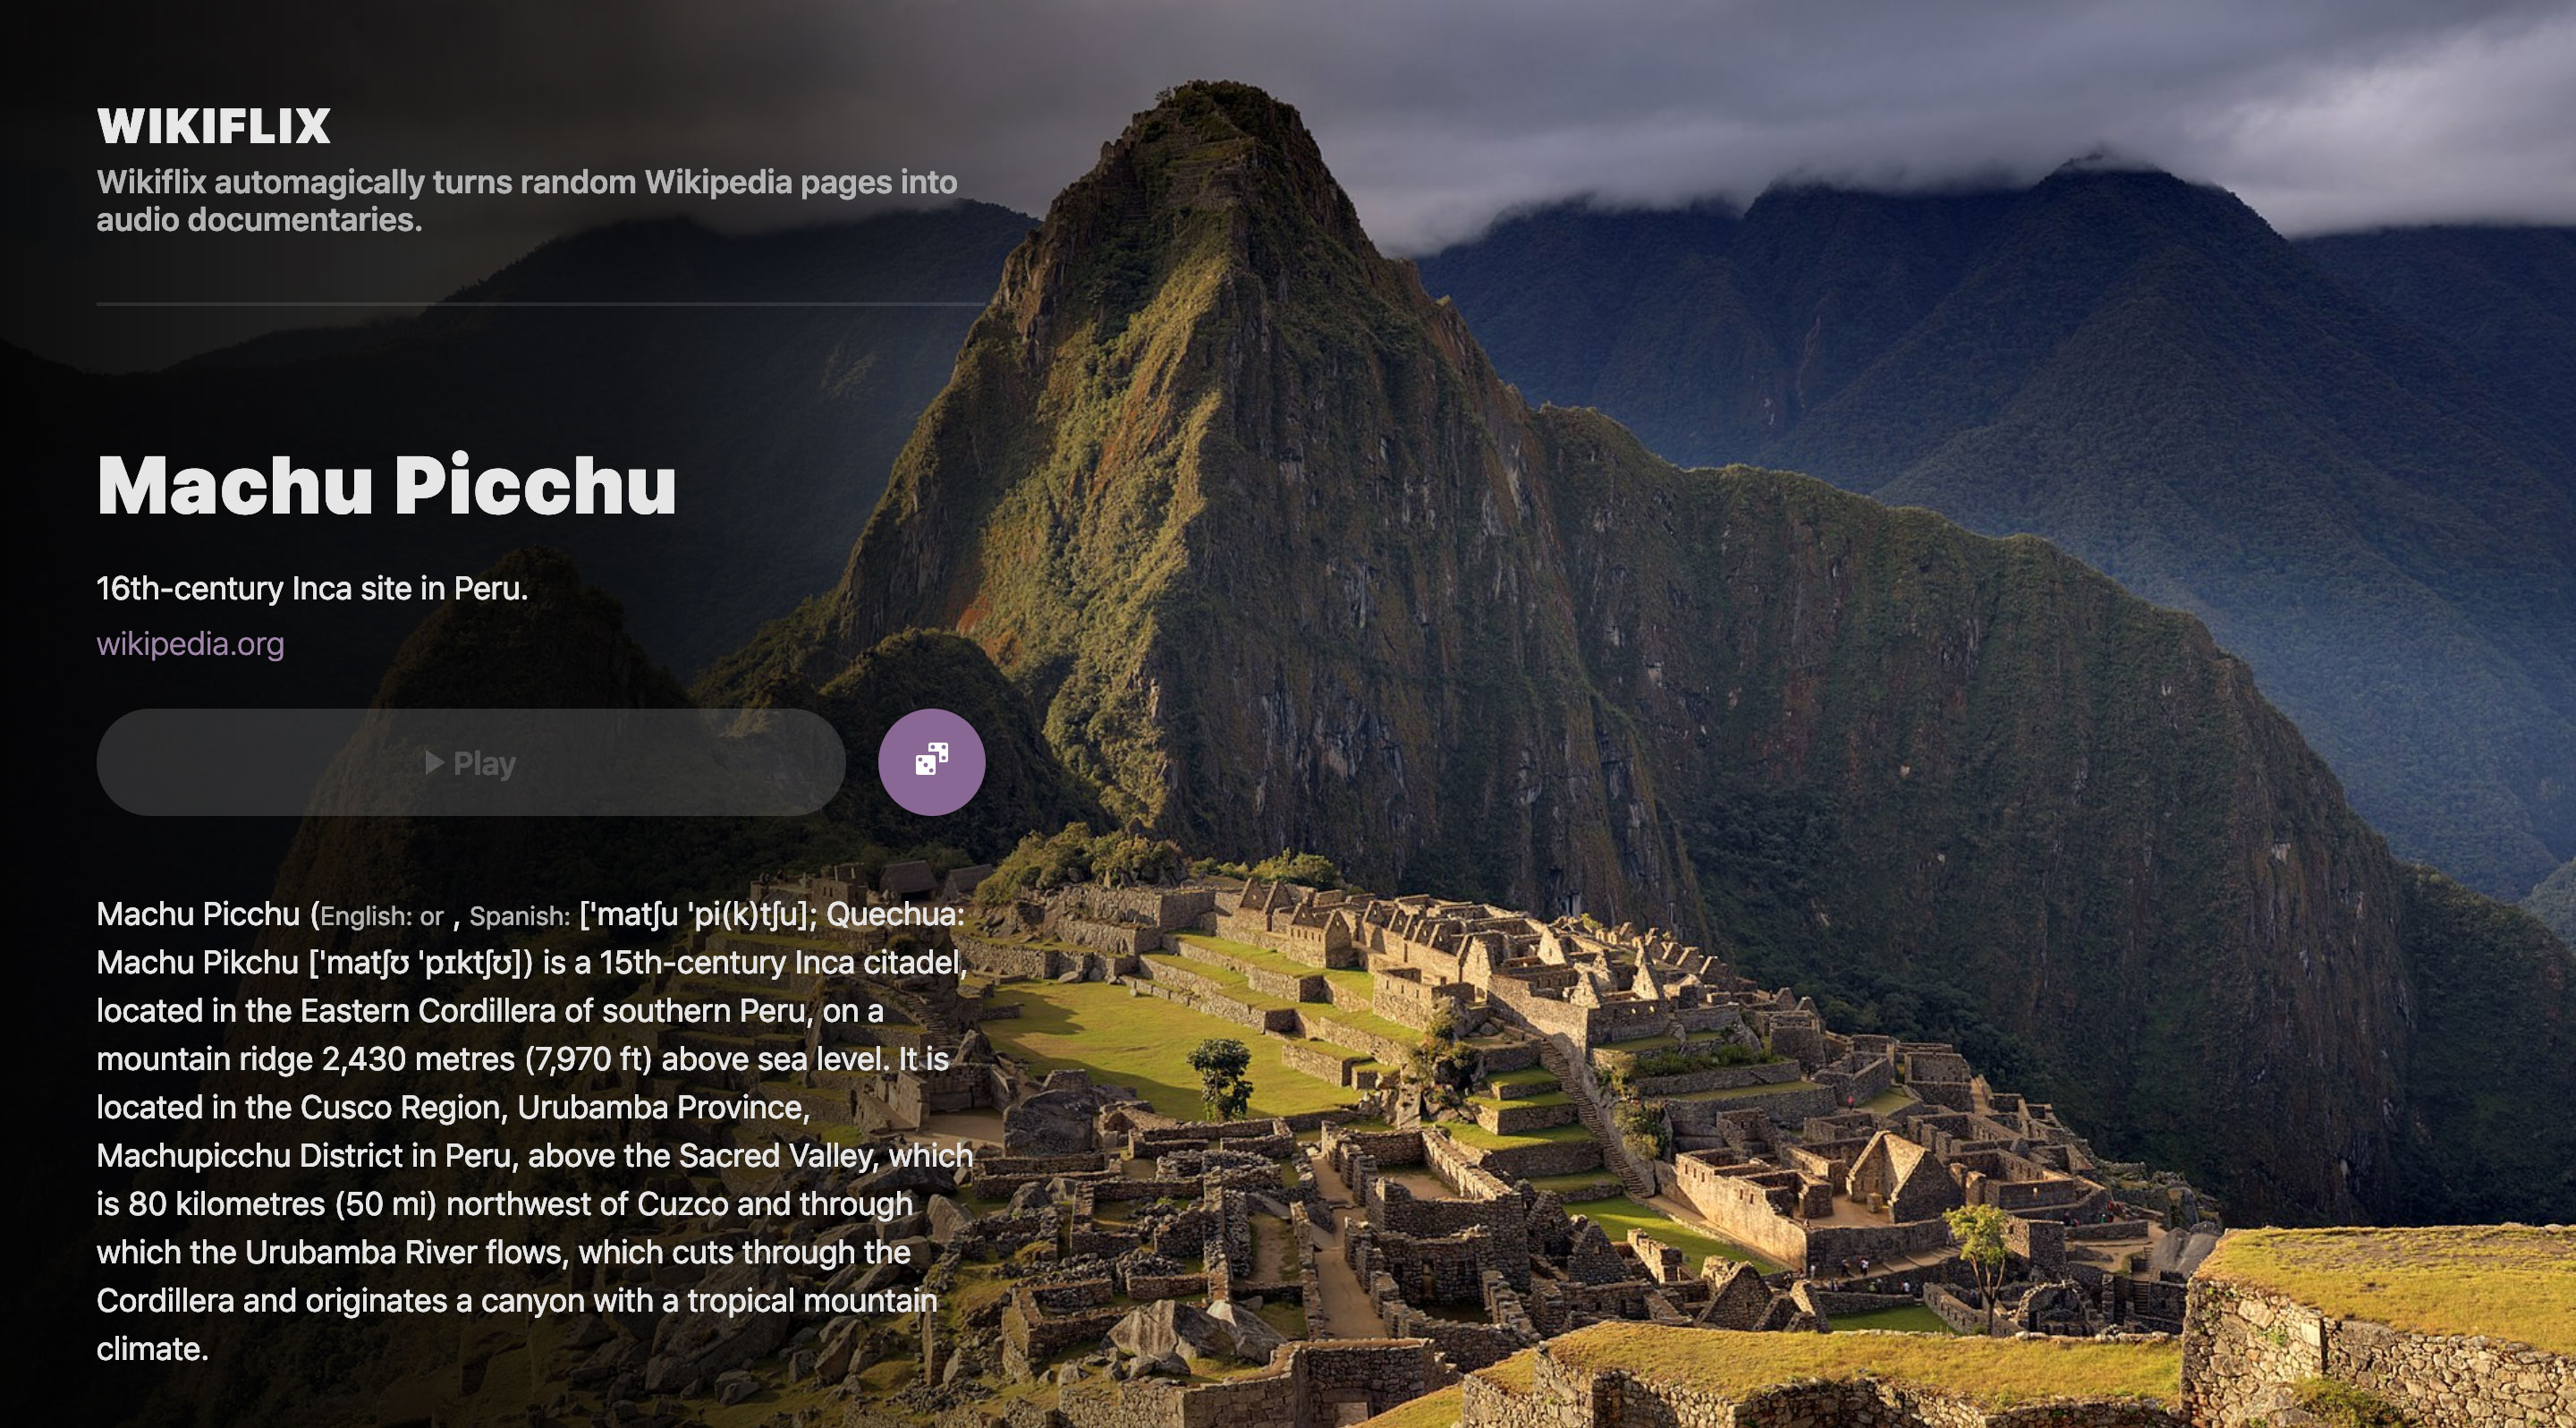 WIKIFLIX
Wikiflix automagically turns random Wikipedia pages into
audio documentaries.
Machu Picchu
16th-century Inca site in Peru.
wikipedia.org
Play
Machu Picchu (English: or , Spanish: ['matʃu 'pi(k)tʃu]; Quechua:
Machu Pikchu ['matʃʊ 'pɪktʃʊ]) is a 15th-century Inca citadel,
located in the Eastern Cordillera of southern Peru, on a
mountain ridge 2,430 metres (7,970 ft) above sea level. It is
located in the Cusco Region, Urubamba Province,
Machupicchu District in Peru, above the Sacred Valley, which
is 80 kilometres (50 mi) northwest of Cuzco and through
which the Urubamba River flows, which cuts through the
Cordillera and originates a canyon with a tropical mountain
climate.